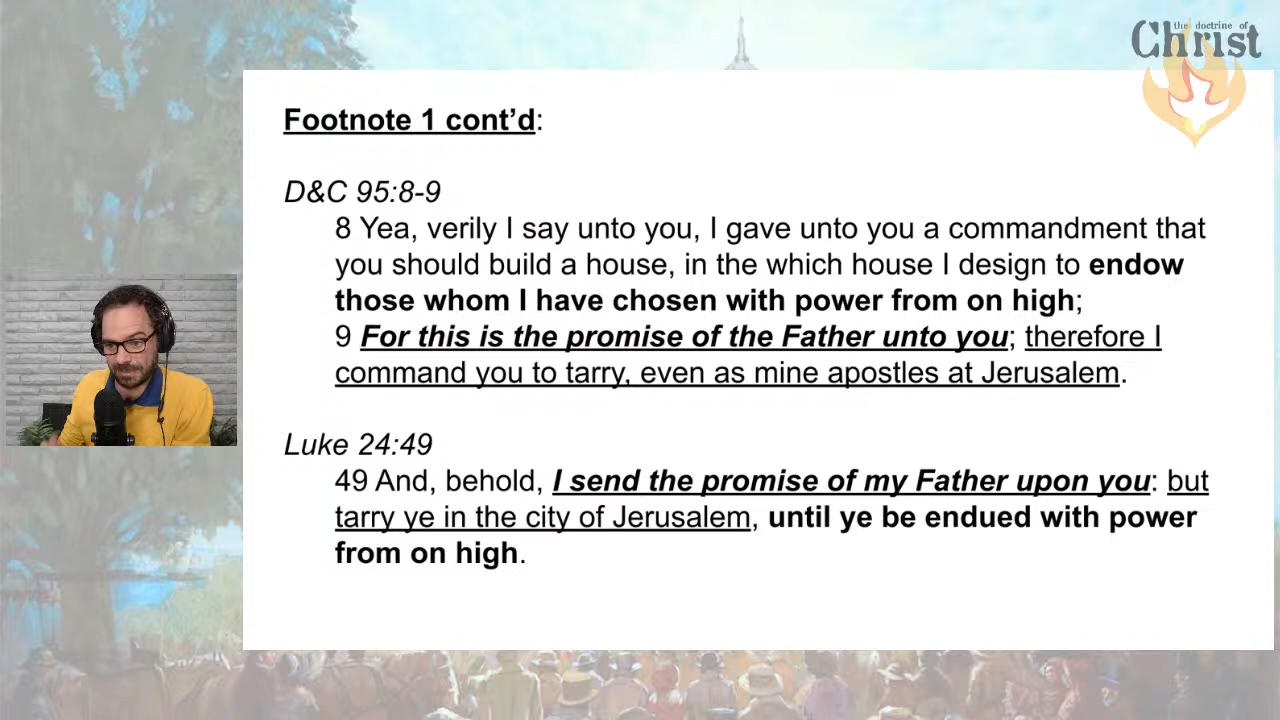 the doctrine of
Christ
Footnote 1 cont’d:
D&C 95:8-9
8 Yea, verily I say unto you, I gave unto you a commandment that
you should build a house, in the which house I design to endow
those whom I have chosen with power from on high;
9 For this is the promise of the Father unto you; therefore I
command you to tarry, even as mine apostles at Jerusalem.
Luke 24:49
49 And, behold, I send the promise of my Father upon you: but
tarry ye in the city of Jerusalem, until ye be endued with power
from on high.